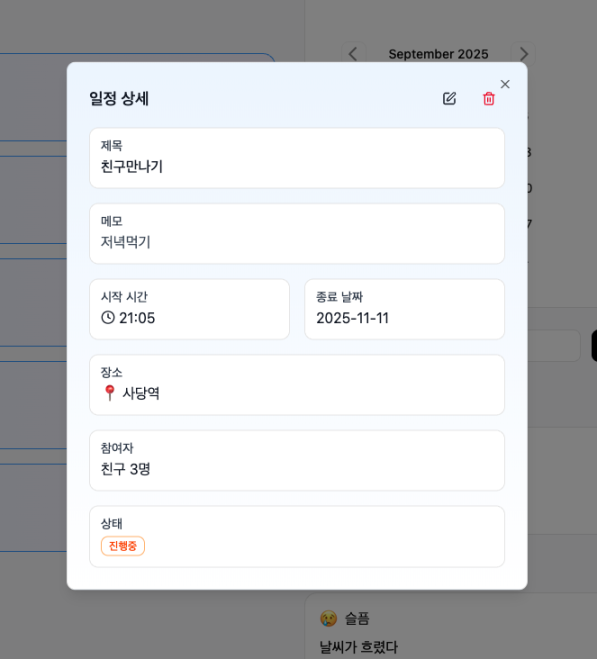 September 2025
일정 상세
제목
친구만나기
메모
저녁먹기
시작 시간
21:05
종료 날짜
2025-11-11
장소
사당역
참여자
친구 3명
상태
진행중
슬픔
날씨가 흐렸다